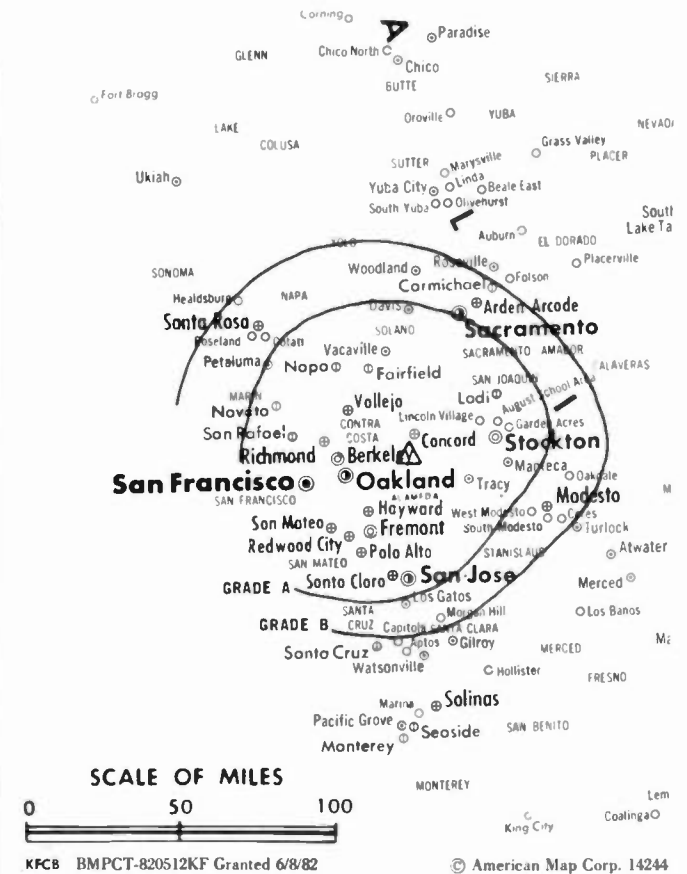 Corning
A
Paradise
Chico North
GLENN
Chico
BUTTE
SIERRA
Fort Bragg
Oroville
YUBA
NEVADA
LAKE
COLUSA
Grass Valley
SUTTER
Marysville
PLACER
Ukiah
Yuba City
Linda
Beale East
South Yuba
Olivehurst
L
South
Lake Ta
Auburn
EL DORADO
YOLO
Roseville
Placerville
SONOMA
Woodland
Folson
Carmichael
Healdsburg
NAPA
Davis
Arden Arcode
Santa Rosa
SOLANO
Sacramento
Roseland
Cotati
Vacaville
SACRAMENTO
AMADOR
Petaluma
Napo
Fairfield
SAN JOAQUIN
ALAVERAS
MARIN
Lodi
August School Area
I
Novato
Vallejo
CONTRA
COSTA
Lincoln Village
Garden Acres
San Rafael
Concord
Stockton
Richmond
Berkel
Manteca
San Francisco
Oakland
Tracy
Oakdale
SAN FRANCISCO
ALAMEDA
Modesto
M
Hayward
West Modesto
Ceres
San Mateo
Fremont
South Modesto
Turlock
Redwood City
Palo Alto
STANISLAUS
Atwater
SAN MATEO
Santa Claro
San Jose
Merced
GRADE A
Los Gatos
SANTA
CRUZ
Morgan Hill
Los Banos
GRADE B
Capitola
SANTA CLARA
Santa Cruz
Aptos
Gilroy
MERCED
Watsonville
Hollister
FRESNO
Marina
Salinas
Pacific Grove
Seaside
SAN BENITO
Monterey
SCALE OF MILES
MONTEREY
0 50 100
Lem
King City
Coalinga
KFCB BMPCT-820512KF Granted 6/8/82
© American Map Corp. 14244